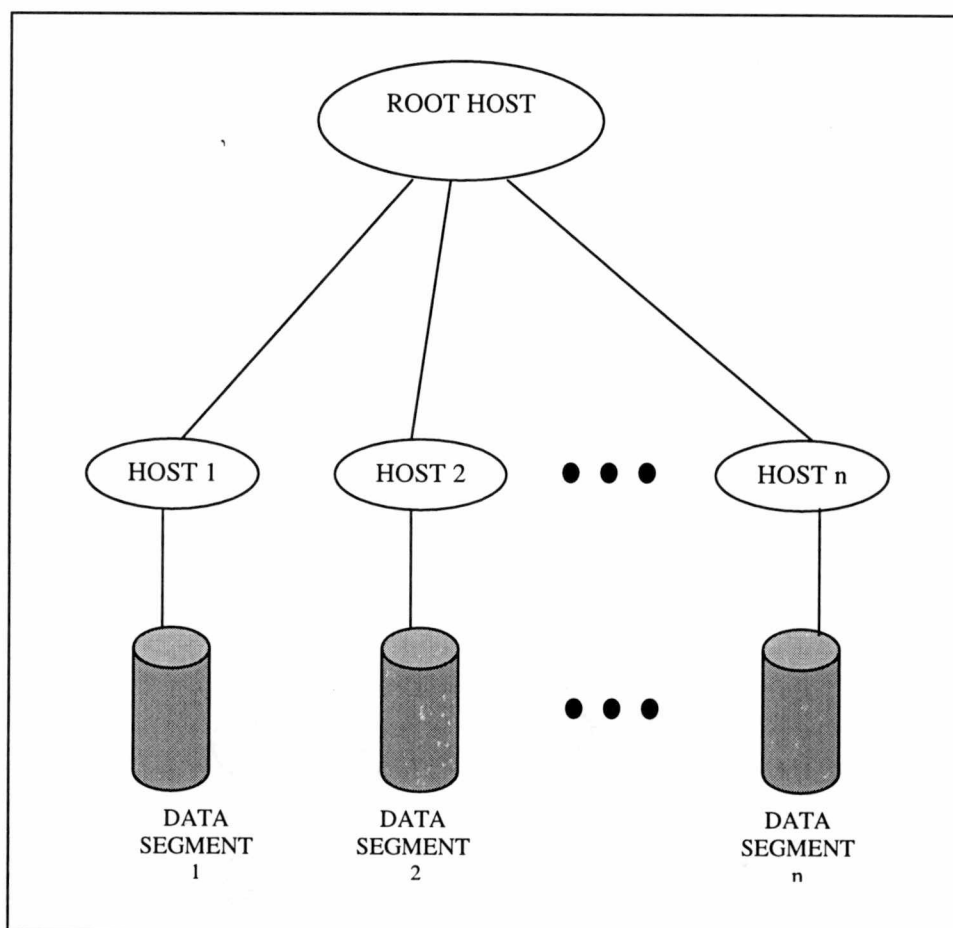 ROOT HOST
HOST 1
HOST 2
HOST n
DATA
SEGMENT
1
DATA
SEGMENT
2
DATA
SEGMENT
n